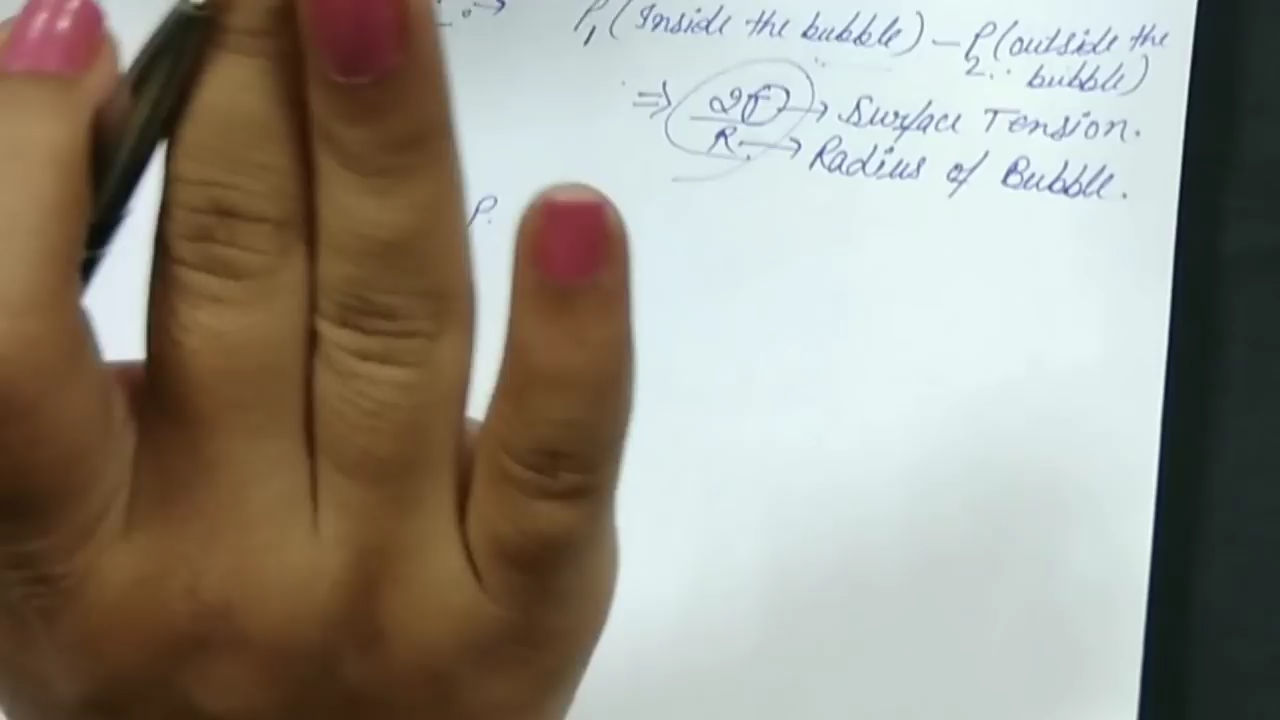 P1 (Inside the bubble) – P2 (outside the
bubble)
⇒ 2T → Surface Tension.
R → Radius of Bubble.
P.